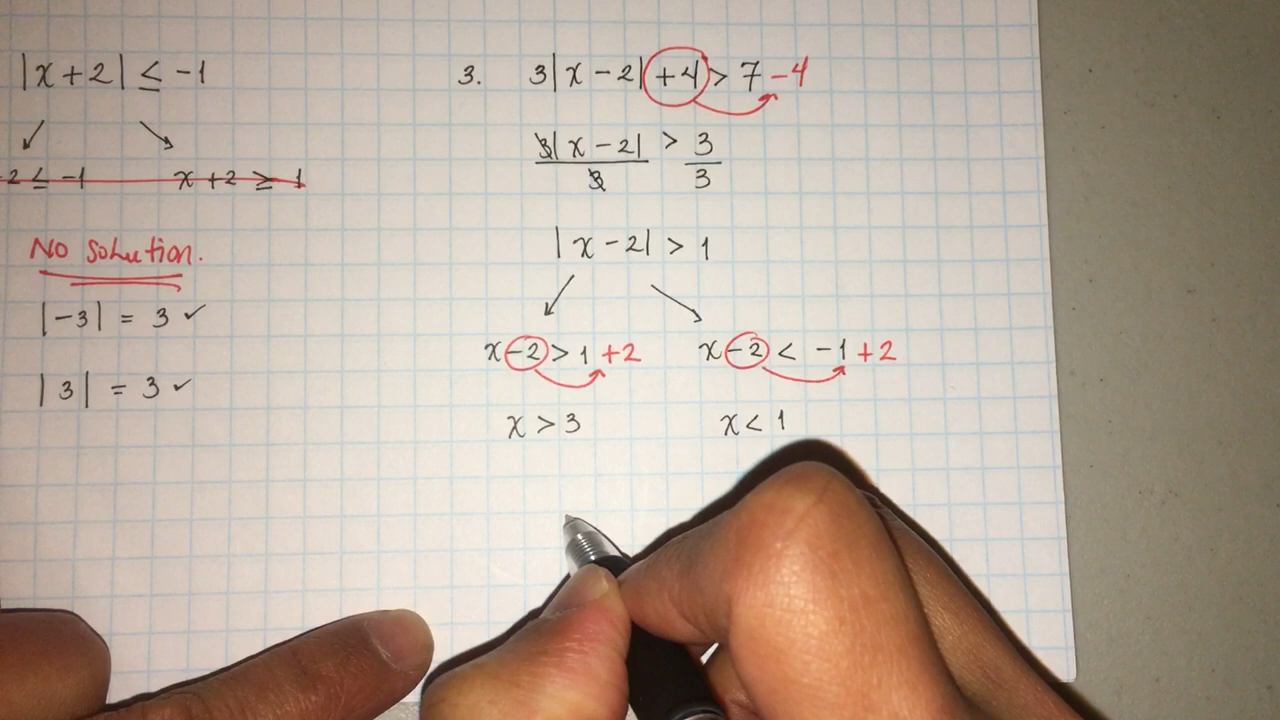 |x+2| ≤ -1
-2 ≤ -1 x+2 ≥ 1
No solution.
|-3| = 3 ✓
|3| = 3 ✓
3. 3|x-2| +4 > 7 -4
3|x-2| > 3
3 3
|x-2| > 1
x-2 > 1 +2 x-2 < -1 +2
x > 3 x < 1